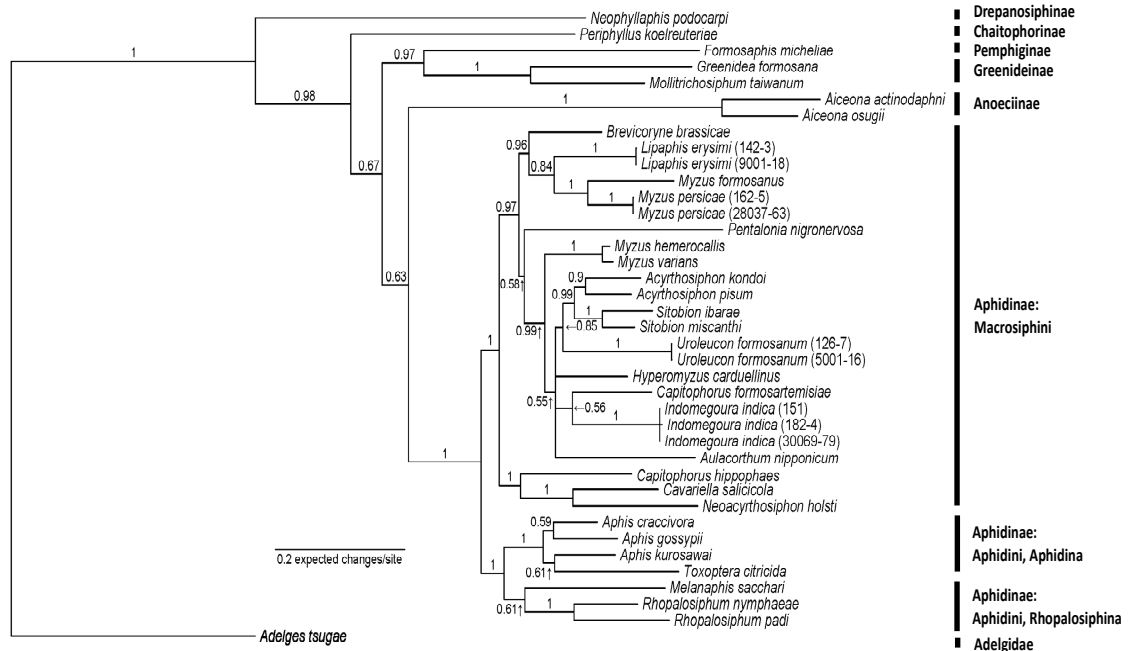 Neophyllaphis podocarpi
Drepanosiphinae
Periphyllus koelreuteriae
Chaitophorinae
1
0.97
Formosaphis micheliae
Pemphiginae
1
Greenidea formosana
Greenideinae
Mollitrichosiphum taiwanum
0.98
1
Aiceona actinodaphni
Anoeciinae
Aiceona osugii
Brevicoryne brassicae
0.96
1
Lipaphis erysimi (142-3)
Lipaphis erysimi (9001-18)
0.67
0.84
1
Myzus formosanus
1
Myzus persicae (162-5)
0.97
Myzus persicae (28037-63)
Pentalonia nigronervosa
1
Myzus hemerocallis
Myzus varians
0.63
0.58↑
0.9
Acyrthosiphon kondoi
0.99
Acyrthosiphon pisum
1
Sitobion ibarae
Aphidinae:
Macrosiphini
0.99↑
←0.85
Sitobion miscanthi
1
1
Uroleucon formosanum (126-7)
Uroleucon formosanum (5001-16)
Hyperomyzus carduellinus
Capitophorus formosartemisiae
0.55↑
←0.56
1
Indomegoura indica (151)
Indomegoura indica (182-4)
Indomegoura indica (30069-79)
1
Aulacorthum nipponicum
1
Capitophorus hippophaes
1
Cavariella salicicola
Neoacyrthosiphon holsti
0.59
Aphis craccivora
1
Aphis gossypii
Aphidinae:
Aphidini, Aphidina
Aphis kurosawai
0.2 expected changes/site
1
0.61↑
Toxoptera citricida
Melanaphis sacchari
0.61↑
1
Rhopalosiphum nymphaeae
Aphidinae:
Aphidini, Rhopalosiphina
Rhopalosiphum padi
Adelges tsugae
Adelgidae